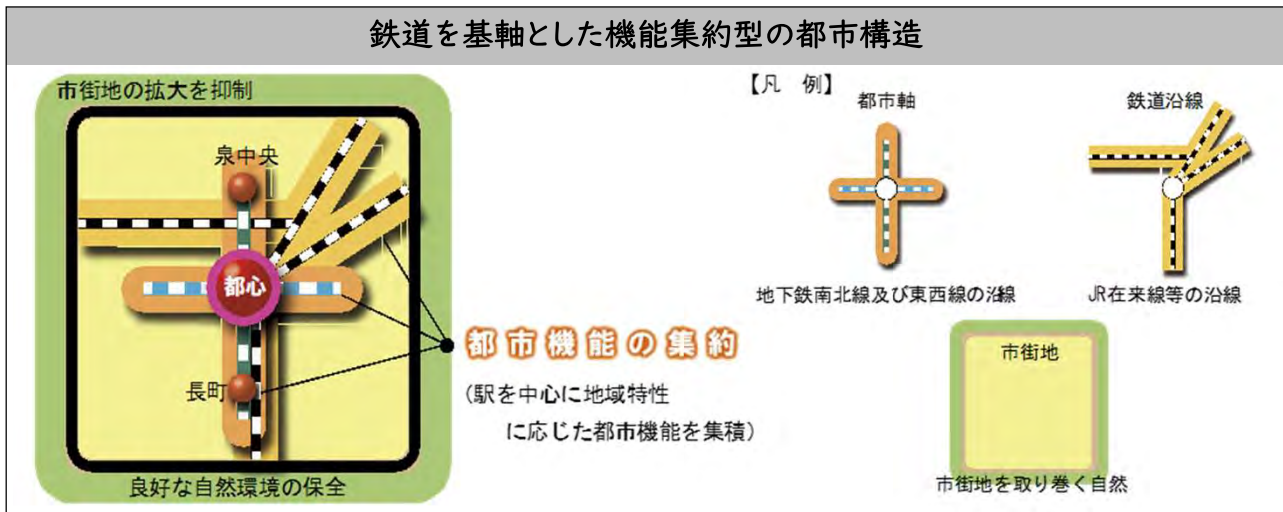 鉄道を基軸とした機能集約型の都市構造
市街地の拡大を抑制
泉中央
都心
長町
良好な自然環境の保全
都市機能の集約
(駅を中心に地域特性
に応じた都市機能を集積)
【凡　例】
都市軸
地下鉄南北線及び東西線の沿線
鉄道沿線
JR在来線等の沿線
市街地
市街地を取り巻く自然